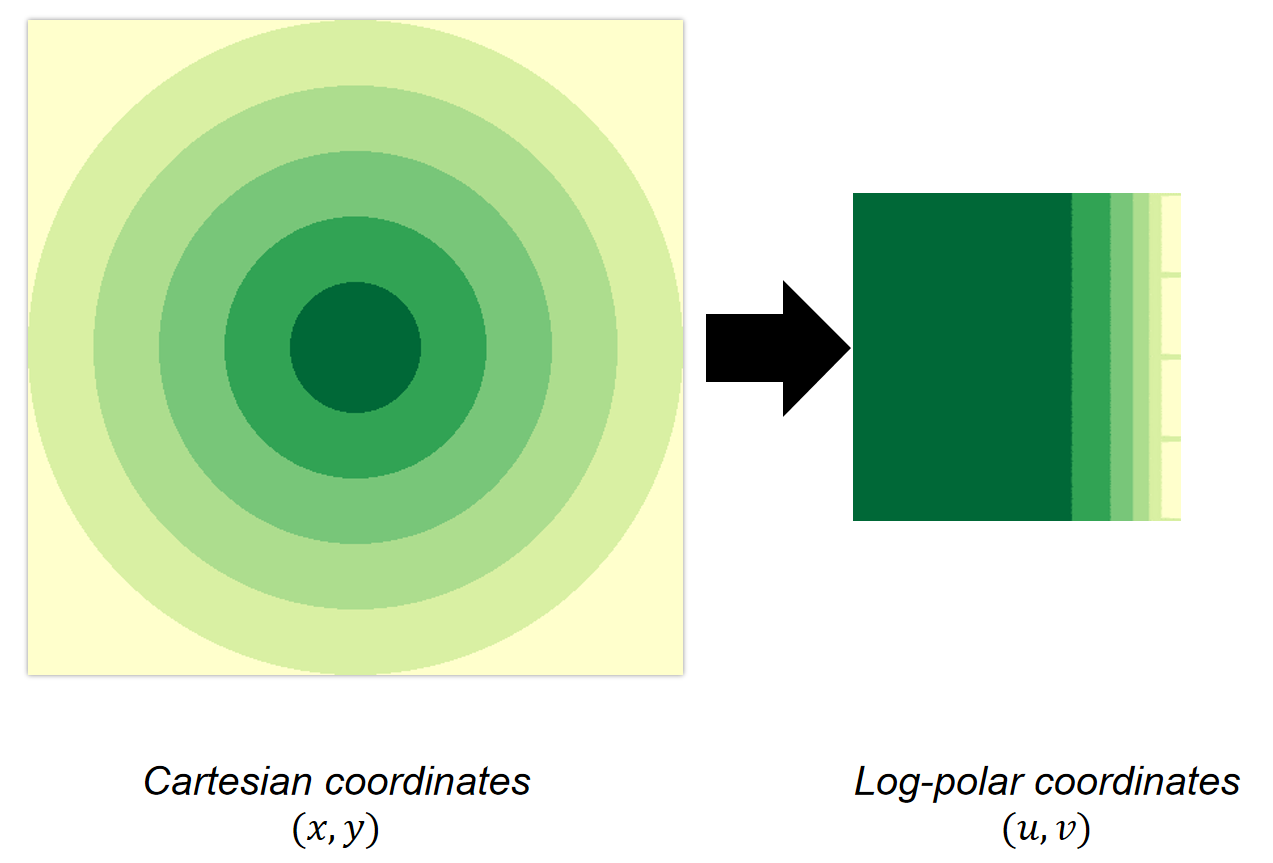 Cartesian coordinates
(x, y)
Log-polar coordinates
(u, v)